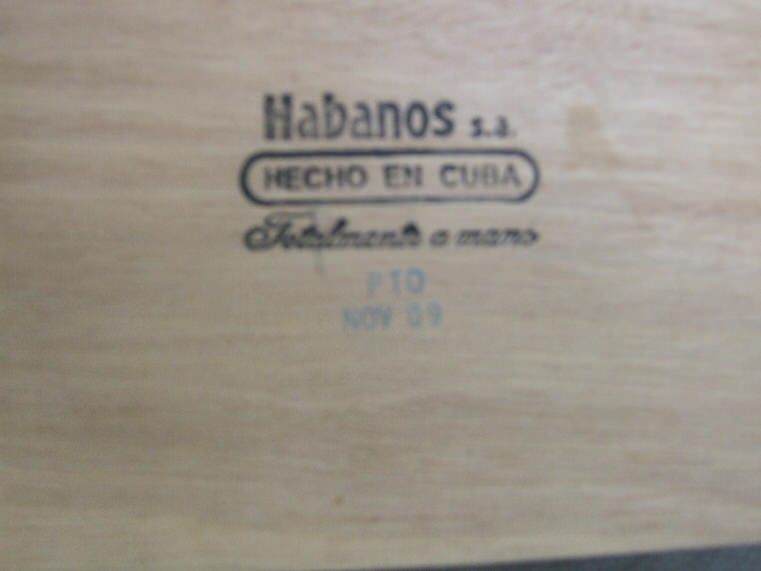 Habanos s.a.
HECHO EN CUBA
Totalmente a mano
PTO
NOV 09